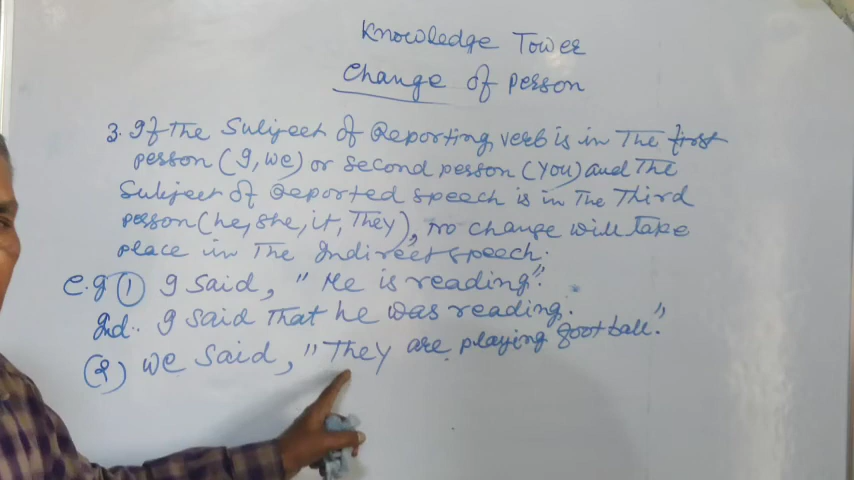 Knowledge Tower
Change of person
3. If The Subject of Reporting verb is in The first
person (I, we) or second person (you) and The
Subject of Reported speech is in The Third
person (he, she, it, They), no change will Take
place in The Indirect speech.
e.g ① I said, "He is reading".
Ind.. I said That he was reading.
(2) we said, "They are playing football."